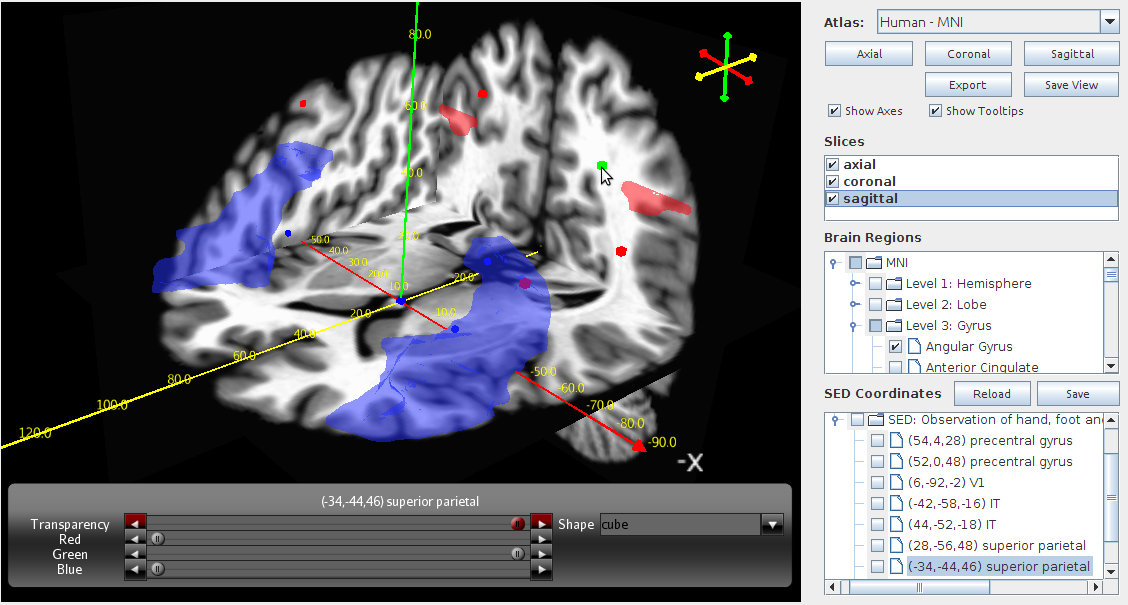 80.0
60.0
40.0
20.0
50.0
40.0
30.0
20.0
10.0
-20.0
10.0
20.0
40.0
60.0
80.0
100.0
120.0
-50.0
-60.0
-70.0
-80.0
-90.0
-X
(-34,-44,46) superior parietal
Transparency
Red
Green
Blue
Shape cube
Atlas: Human - MNI
Axial Coronal Sagittal
Export Save View
Show Axes Show Tooltips
Slices
axial
coronal
sagittal
Brain Regions
MNI
Level 1: Hemisphere
Level 2: Lobe
Level 3: Gyrus
Angular Gyrus
Anterior Cingulate
SED Coordinates Reload Save
SED: Observation of hand, foot an
(54,4,28) precentral gyrus
(52,0,48) precentral gyrus
(6,-92,-2) V1
(-42,-58,-16) IT
(44,-52,-18) IT
(28,-56,48) superior parietal
(-34,-44,46) superior parietal